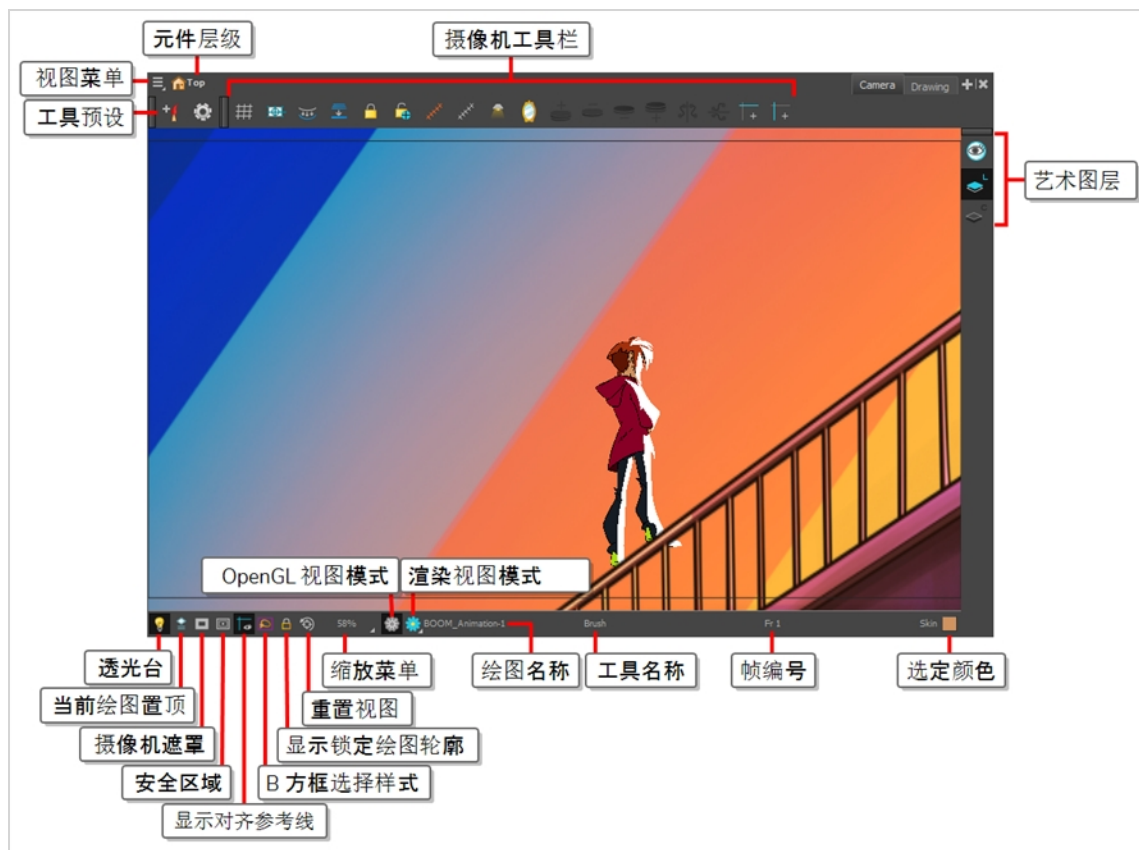 元件层级
摄像机工具栏
视图菜单
Top
工具预设
Camera
Drawing
艺术图层
L
C
OpenGL 视图模式
渲染视图模式
58%
BOOM_Animation-1
Brush
Fr 1
Skin
透光台
缩放菜单
绘图名称
工具名称
帧编号
选定颜色
当前绘图置顶
重置视图
摄像机遮罩
显示锁定绘图轮廓
安全区域
B 方框选择样式
显示对齐参考线